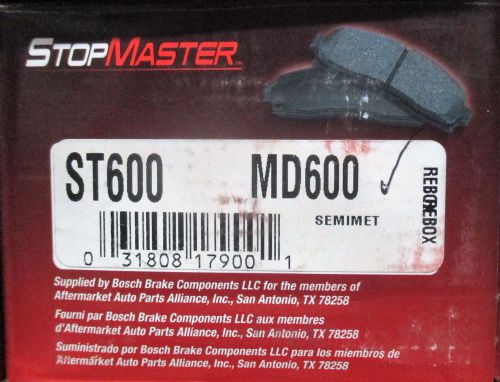 STOPMASTER™
ST600 MD600
SEMIMET
0 31808 17900 1
Supplied by Bosch Brake Components LLC for the members of
Aftermarket Auto Parts Alliance, Inc., San Antonio, TX 78258
Fourni par Bosch Brake Components LLC aux membres
d'Aftermarket Auto Parts Alliance, Inc., San Antonio,
TX 78258
Suministrado por Bosch Brake Components LLC para los miembros de
Aftermarket Auto Parts Alliance, Inc., San Antonio, TX 78258